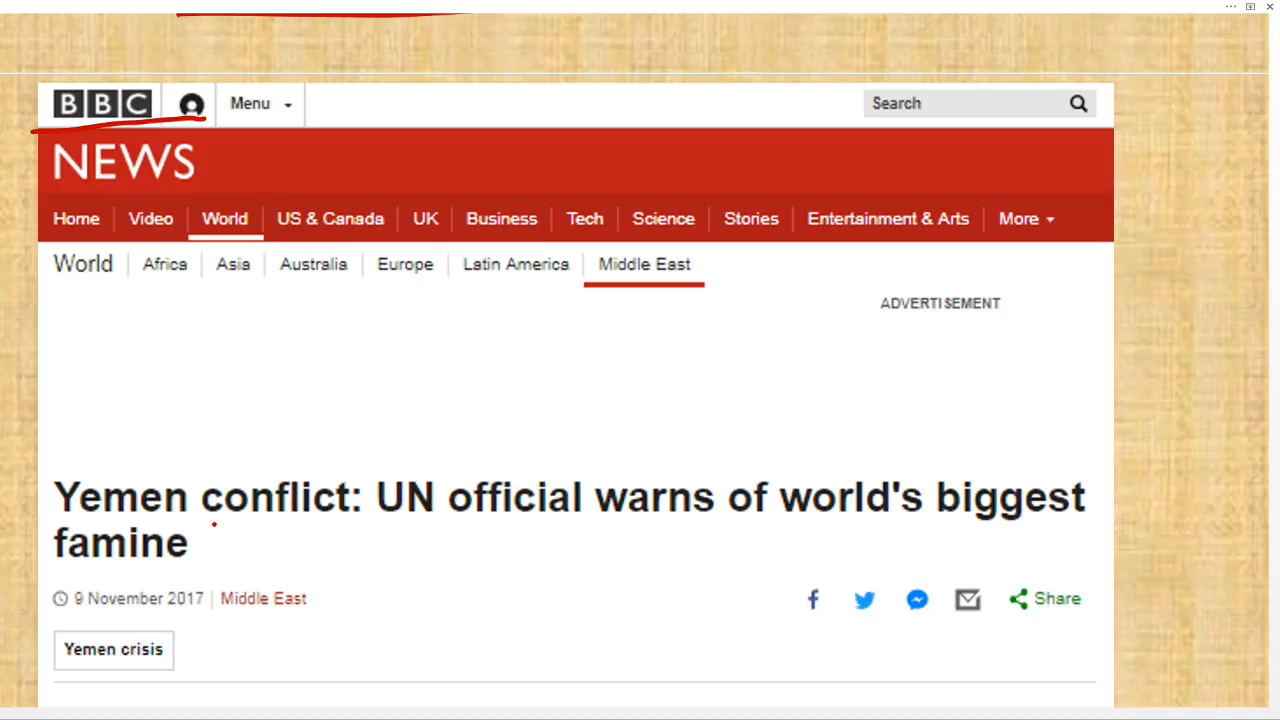 BBC Menu Search
NEWS
Home Video World US & Canada UK Business Tech Science Stories Entertainment & Arts More
World Africa Asia Australia Europe Latin America Middle East
ADVERTISEMENT
Yemen conflict: UN official warns of world's biggest
famine
9 November 2017 Middle East Share
Yemen crisis